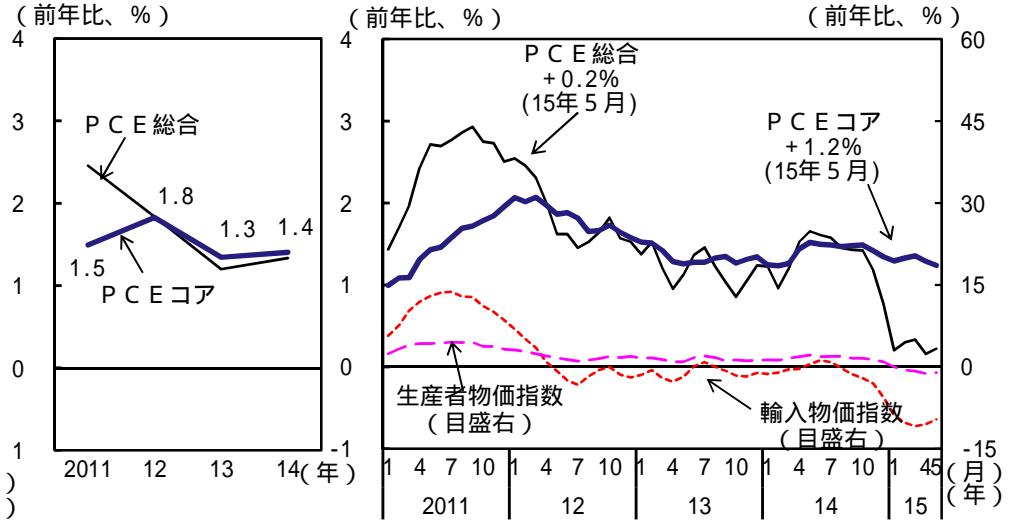 (前年比、%)
4
3
2
1
0
1
PCE総合
1.8
1.3
1.4
1.5
PCEコア
2011 12 13 14 (年)
)
)
(前年比、%)
(前年比、%)
4
3
2
1
0
-1
60
45
30
15
0
-15
PCE総合
+0.2%
(15年5月)
PCEコア
+1.2%
(15年5月)
生産者物価指数
(目盛右)
輸入物価指数
(目盛右)
1 4 7 10 1 4 7 10 1 4 7 10 1 4 7 10 1 45 (月)
2011 12 13 14 15 (年)